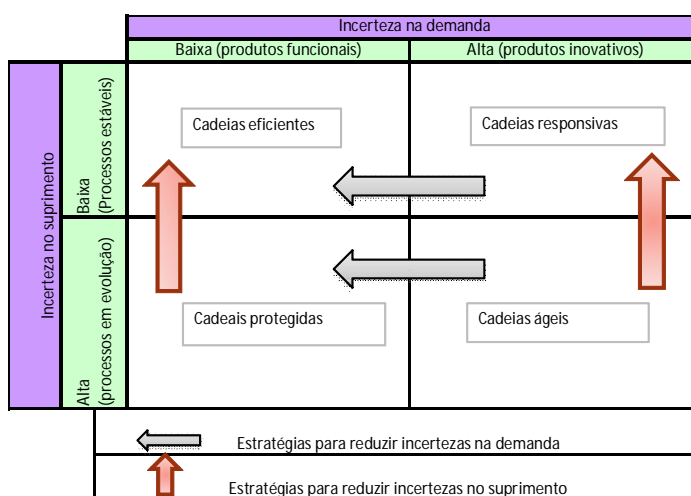 Incerteza na demanda
Baixa (produtos funcionais)
Alta (produtos inovativos)
Incerteza no suprimento
Baixa
(Processos estáveis)
Cadeias eficientes
Cadeias responsivas
Alta
(processos em evolução)
Cadeais protegidas
Cadeias ágeis
Estratégias para reduzir incertezas na demanda
Estratégias para reduzir incertezas no suprimento